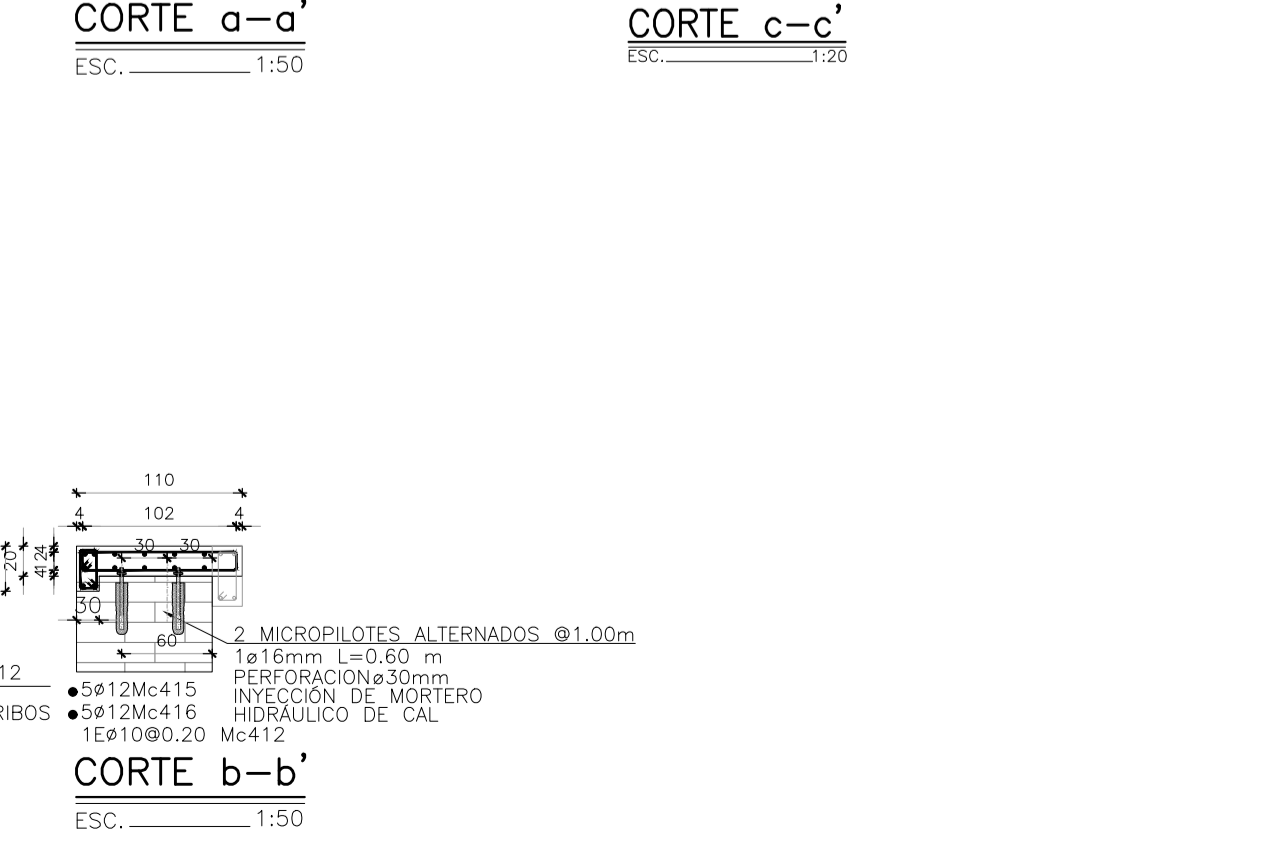 CORTE a-a'
ESC. 1:50
CORTE c-c'
ESC. 1:20
110
4 102 4
30 30
20
4 12 4
30
60
2 MICROPILOTES ALTERNADOS @1.00m
1ø16mm L=0.60 m
PERFORACIONø30mm
INYECCIÓN DE MORTERO
HIDRÁULICO DE CAL
12
RIBOS
5ø12Mc415
5ø12Mc416
1Eø10@0.20 Mc412
CORTE b-b'
ESC. 1:50